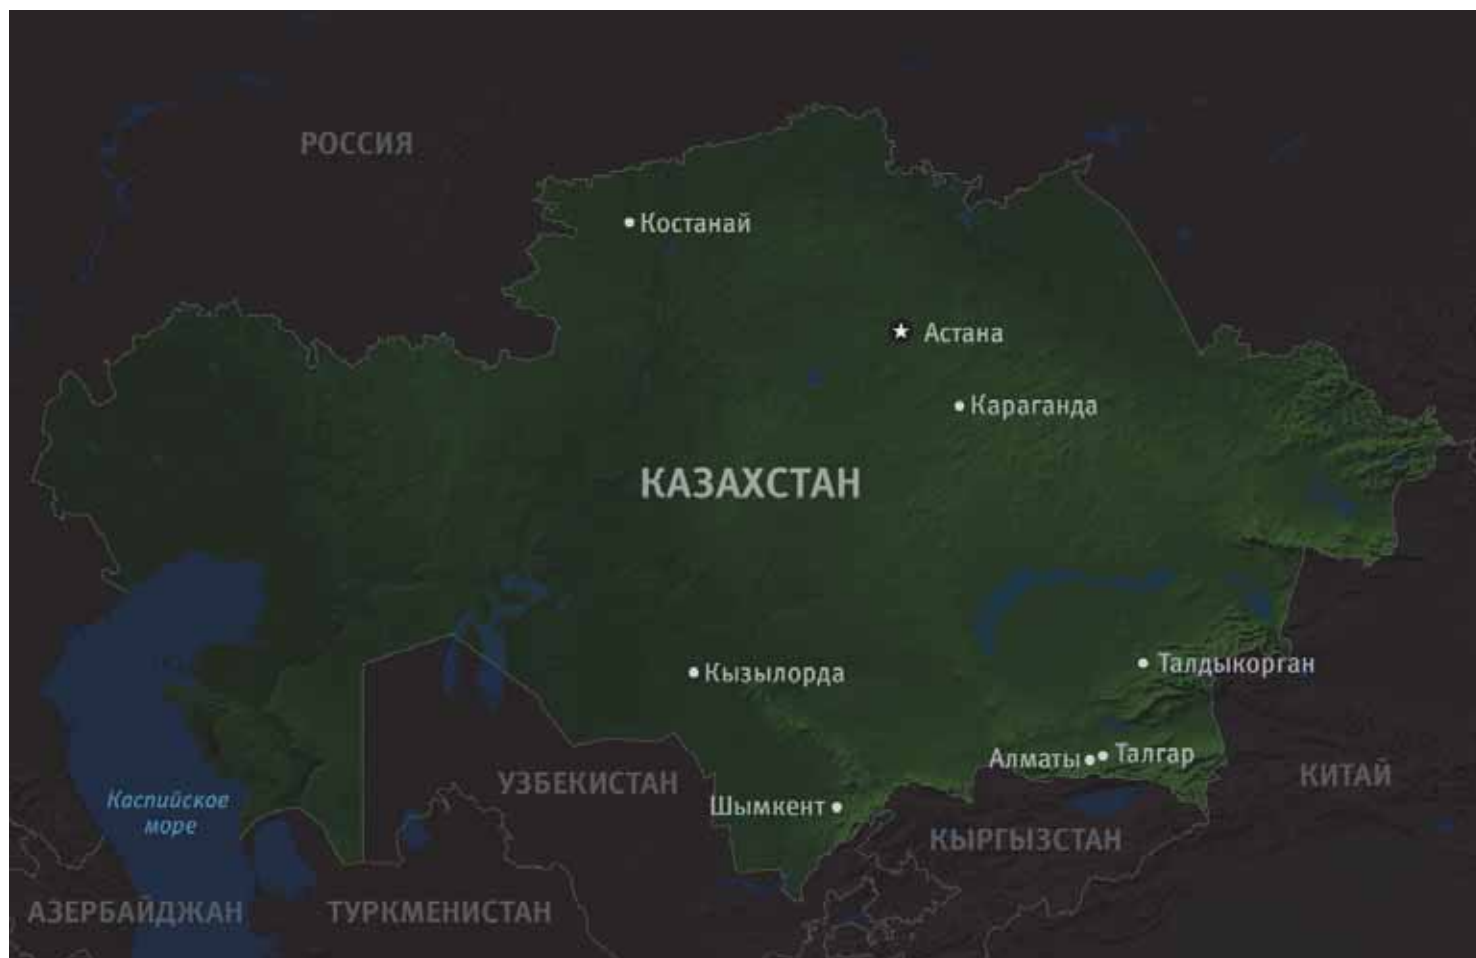 РОССИЯ
Костанай
Астана
Караганда
КАЗАХСТАН
Талдыкорган
Кызылорда
Алматы
Талгар
УЗБЕКИСТАН
КИТАЙ
Каспийское
море
Шымкент
КЫРГЫЗСТАН
АЗЕРБАЙДЖАН
ТУРКМЕНИСТАН